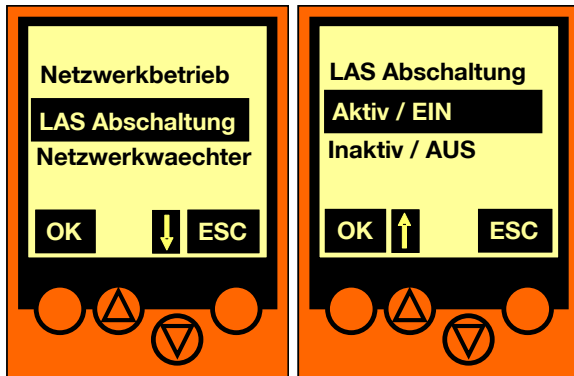 Netzwerkbetrieb
LAS Abschaltung
Netzwerkwaechter
OK ↓ ESC
LAS Abschaltung
Aktiv / EIN
Inaktiv / AUS
OK ↑ ESC